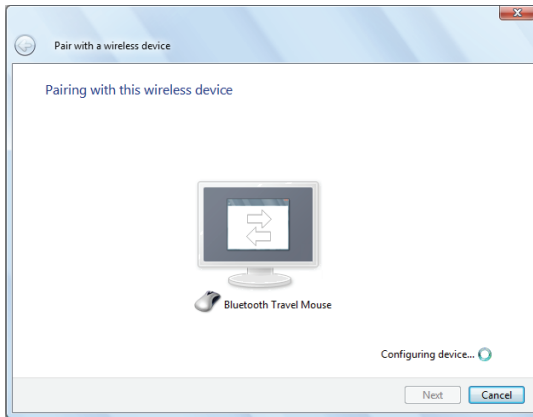 Pair with a wireless device
Pairing with this wireless device
Bluetooth Travel Mouse
Configuring device...
Next Cancel